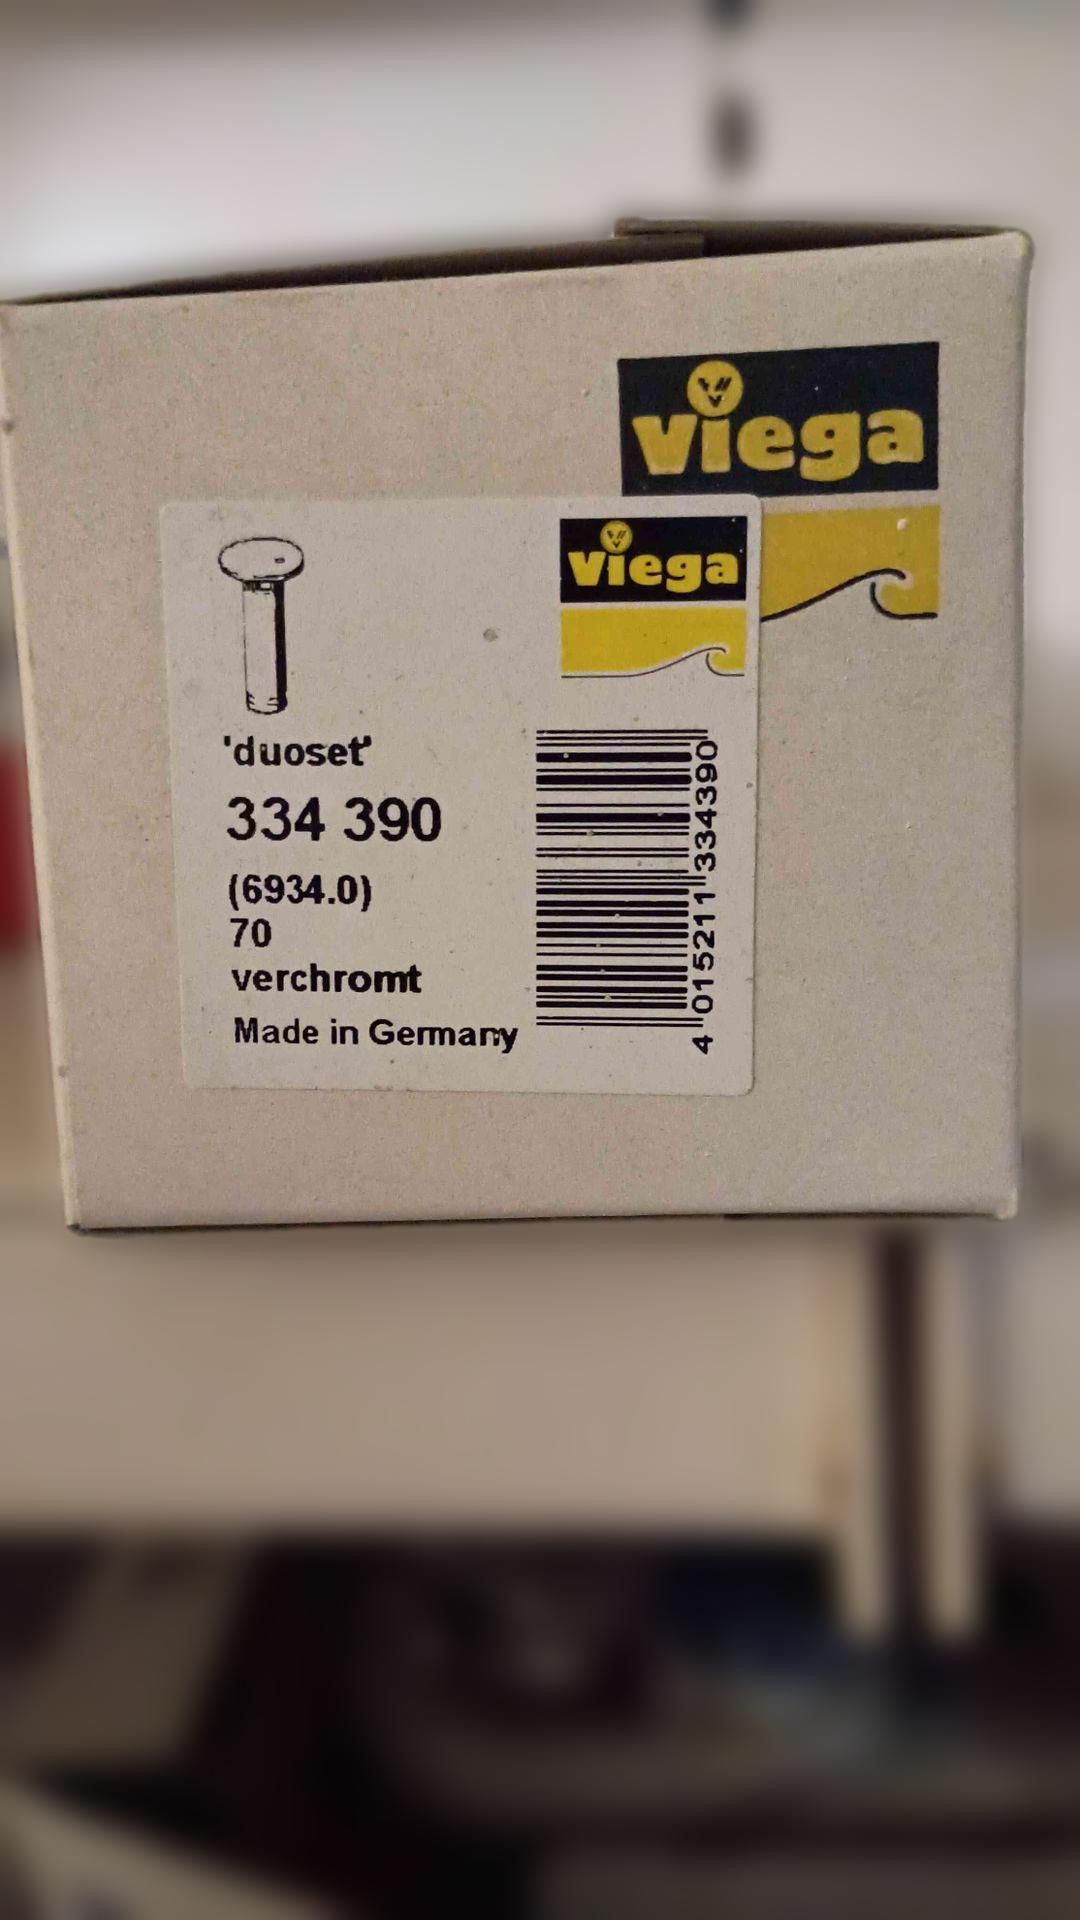 viega
viega
'duoset'
334 390
(6934.0)
70
verchromt
Made in Germany
4 015211 334390